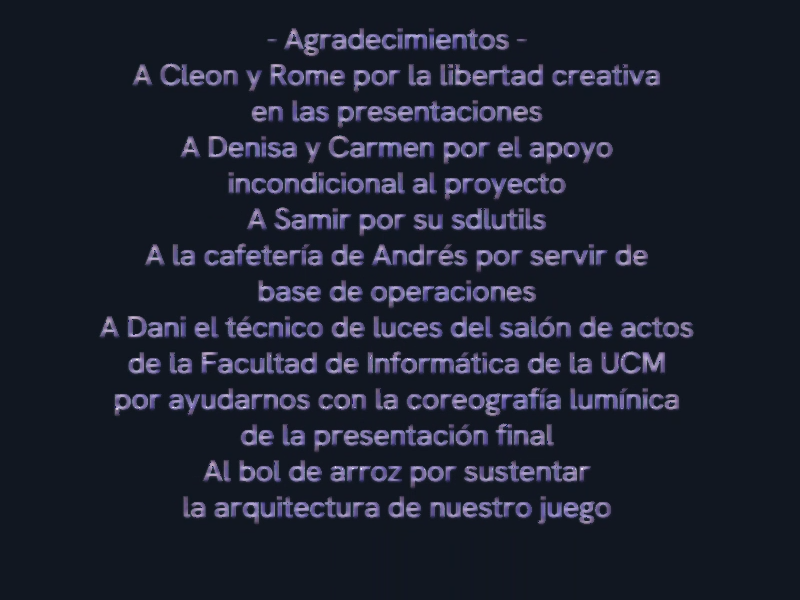 - Agradecimientos -
A Cleon y Rome por la libertad creativa
en las presentaciones
A Denisa y Carmen por el apoyo
incondicional al proyecto
A Samir por su sdlutils
A la cafetería de Andrés por servir de
base de operaciones
A Dani el técnico de luces del salón de actos
de la Facultad de Informática de la UCM
por ayudarnos con la coreografía lumínica
de la presentación final
Al bol de arroz por sustentar
la arquitectura de nuestro juego